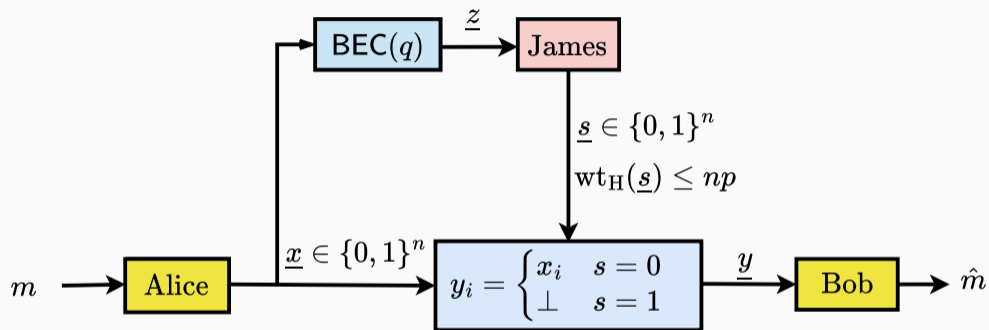 z
BEC(q)
James
s ∈ {0, 1}ⁿ
wt_H(s) ≤ np
x ∈ {0, 1}ⁿ
m
Alice
y_i = { x_i s = 0
⊥ s = 1
y
Bob
m̂